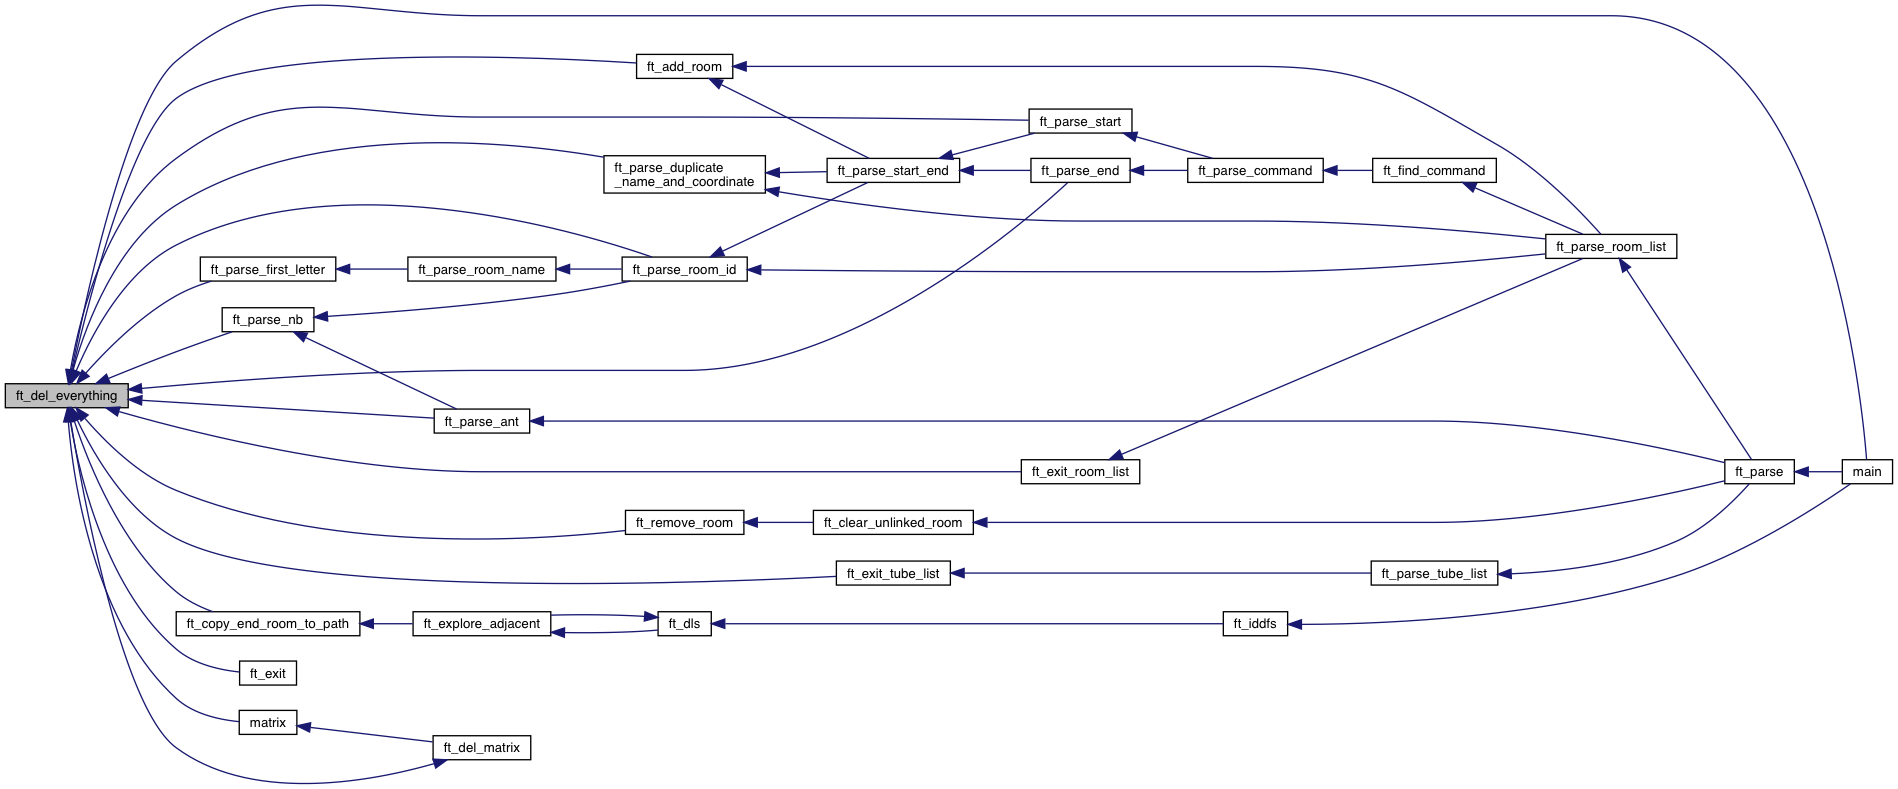 ft_add_room
ft_parse_start
ft_parse_duplicate
_name_and_coordinate
ft_parse_start_end
ft_parse_end
ft_parse_command
ft_find_command
ft_parse_room_list
ft_parse_first_letter
ft_parse_room_name
ft_parse_room_id
ft_parse_nb
ft_del_everything
ft_parse_ant
ft_exit_room_list
ft_parse
main
ft_remove_room
ft_clear_unlinked_room
ft_exit_tube_list
ft_parse_tube_list
ft_copy_end_room_to_path
ft_explore_adjacent
ft_dls
ft_iddfs
ft_exit
matrix
ft_del_matrix